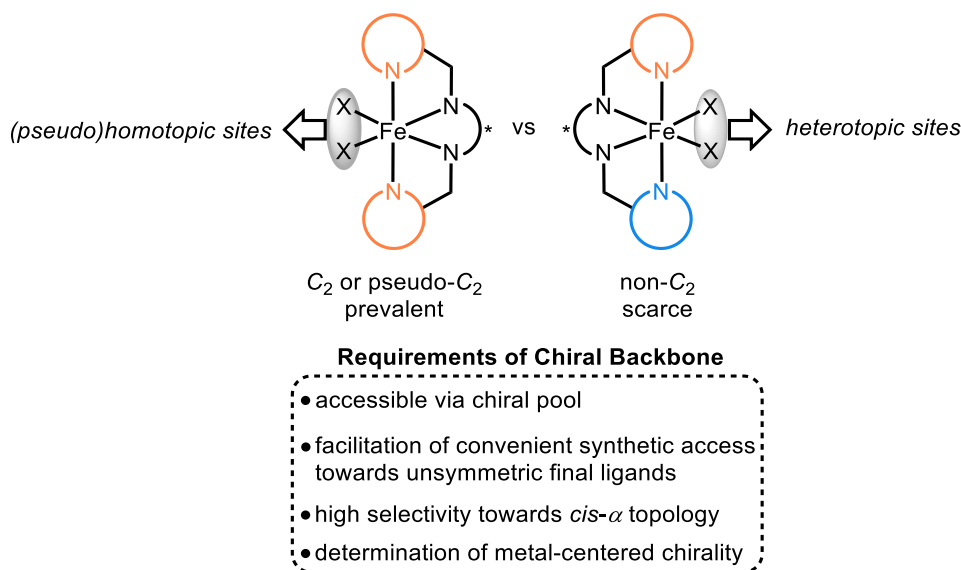 N
N
X
N
N
X
(pseudo)homotopic sites
Fe
*
vs
*
Fe
heterotopic sites
X
N
N
X
N
N
C2 or pseudo-C2
prevalent
non-C2
scarce
Requirements of Chiral Backbone
• accessible via chiral pool
• facilitation of convenient synthetic access
towards unsymmetric final ligands
• high selectivity towards cis-α topology
• determination of metal-centered chirality